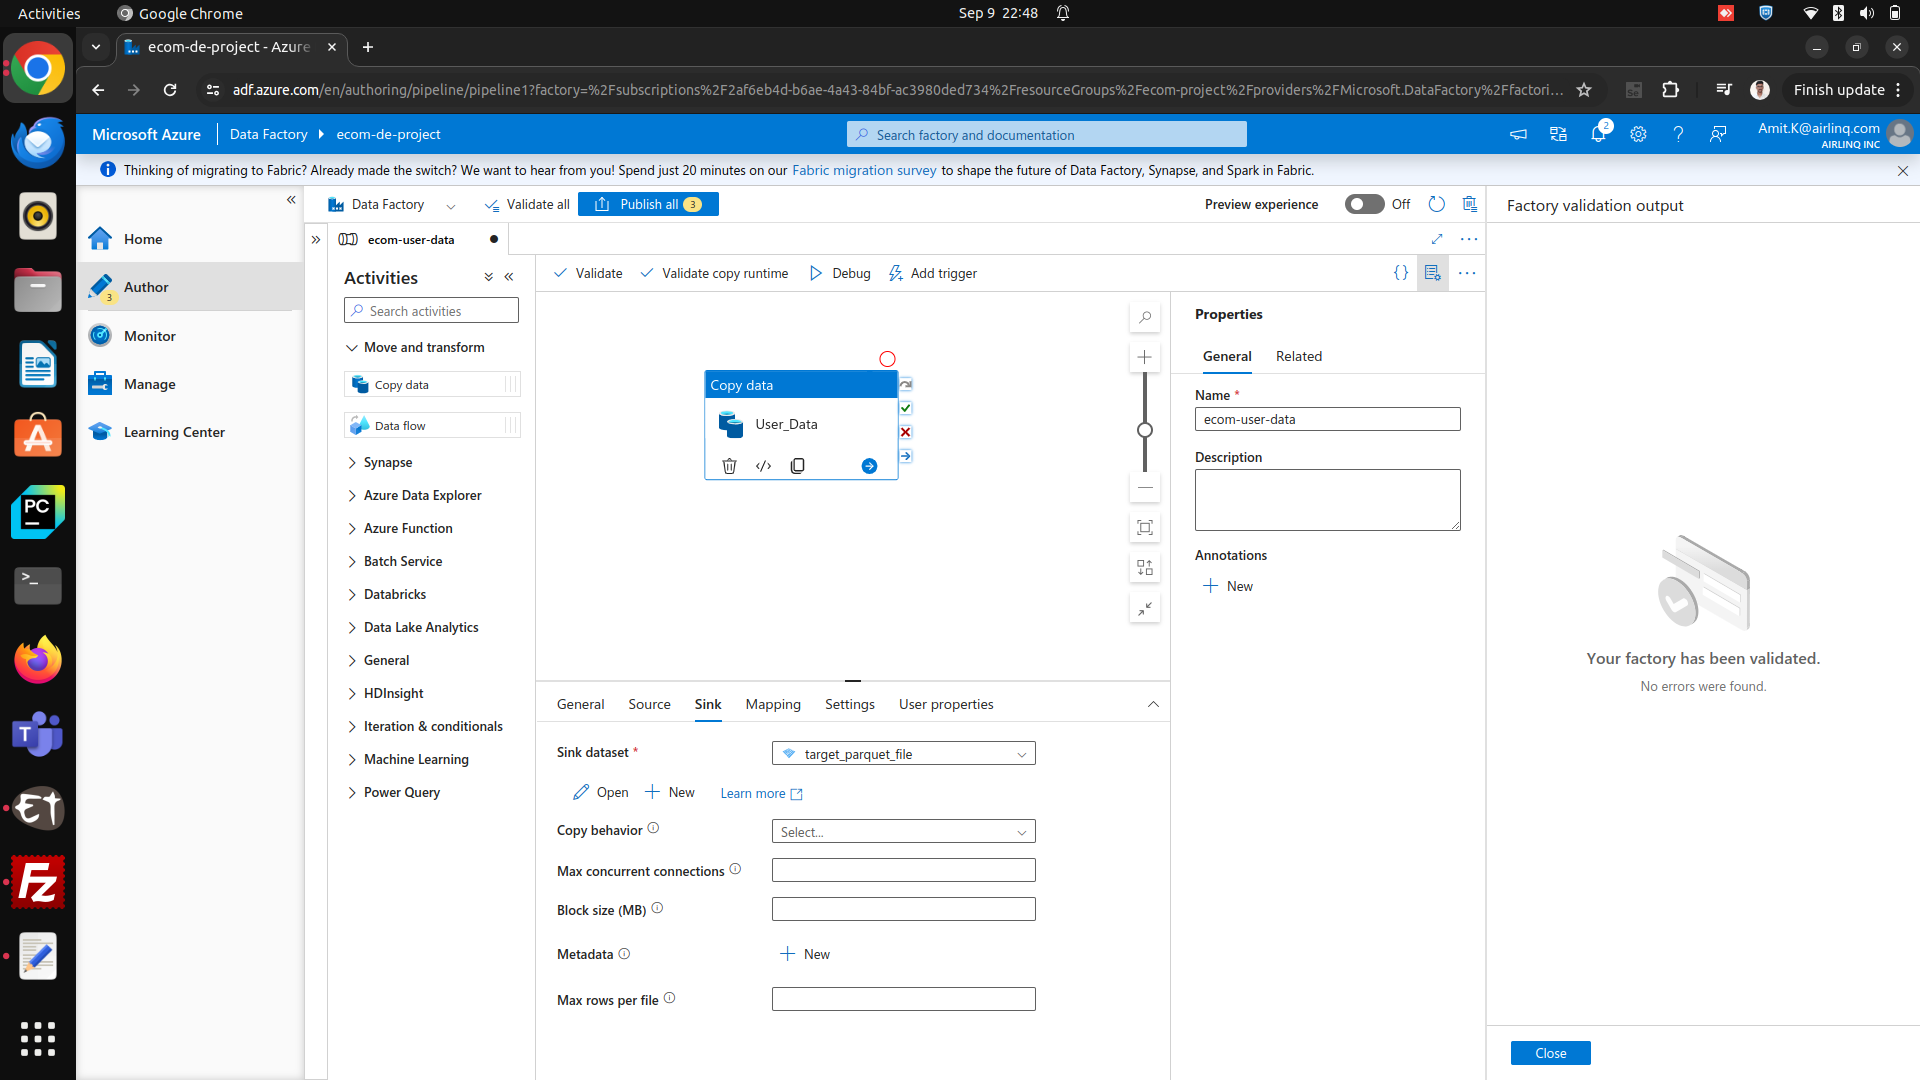 Activities
Google Chrome
Sep 9 22:48
ecom-de-project - Azure
adf.azure.com/en/authoring/pipeline/pipeline1?factory=%2Fsubscriptions%2F2af6eb4d-b6ae-4a43-84bf-ac3980ded734%2FresourceGroups%2Fecom-project%2Fproviders%2FMicrosoft.DataFactory%2Ffactori...
Finish update
Microsoft Azure
Data Factory
ecom-de-project
Search factory and documentation
2
Amit.K@airlinq.com
AIRLINQ INC
Thinking of migrating to Fabric? Already made the switch? We want to hear from you! Spend just 20 minutes on our Fabric migration survey to shape the future of Data Factory, Synapse, and Spark in Fabric.
Home
Author
3
Monitor
Manage
Learning Center
Data Factory
Validate all
Publish all 3
Preview experience
Off
ecom-user-data
Activities
Search activities
Move and transform
Copy data
Data flow
Synapse
Azure Data Explorer
Azure Function
Batch Service
Databricks
Data Lake Analytics
General
HDInsight
Iteration & conditionals
Machine Learning
Power Query
Validate
Validate copy runtime
Debug
Add trigger
Copy data
User_Data
General
Source
Sink
Mapping
Settings
User properties
Sink dataset *
target_parquet_file
Open
New
Learn more
Copy behavior
Select...
Max concurrent connections
Block size (MB)
Metadata
New
Max rows per file
Properties
General
Related
Name *
ecom-user-data
Description
Annotations
New
Factory validation output
Your factory has been validated.
No errors were found.
Close